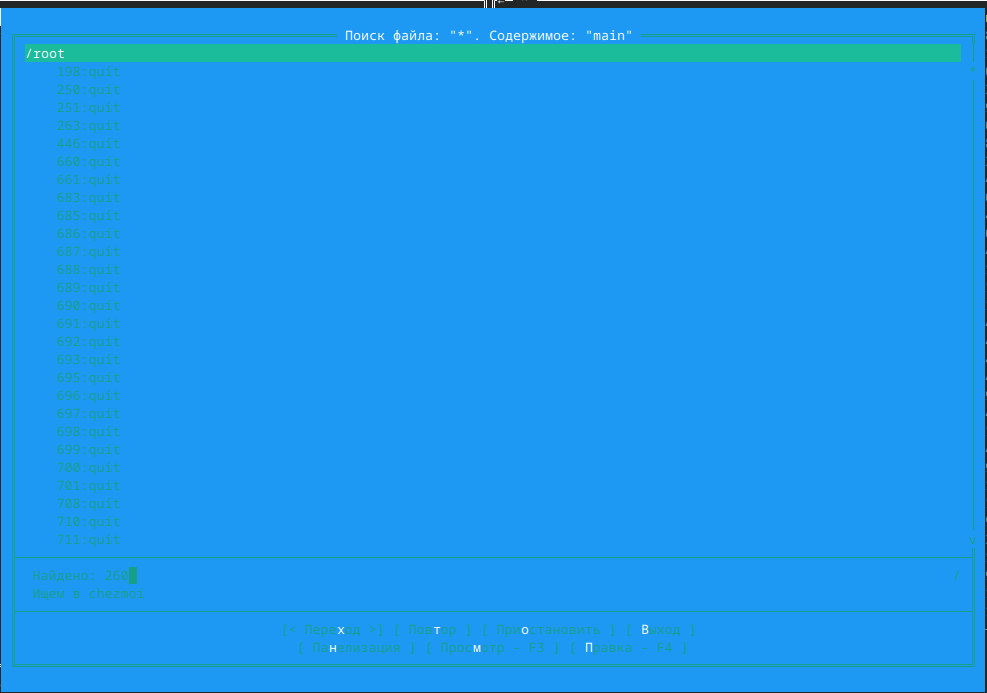 Поиск файла: "*". Содержимое: "main"
/root
198:quit
250:quit
251:quit
263:quit
446:quit
660:quit
661:quit
683:quit
685:quit
686:quit
687:quit
688:quit
689:quit
690:quit
691:quit
692:quit
693:quit
695:quit
696:quit
697:quit
698:quit
699:quit
700:quit
701:quit
708:quit
710:quit
711:quit
Найдено: 260
Ищем в chezmoi
[< Переход >] [ Повтор ] [ Приостановить ] [ Выход ]
[ Панелизация ] [ Просмотр - F3 ] [ Правка - F4 ]